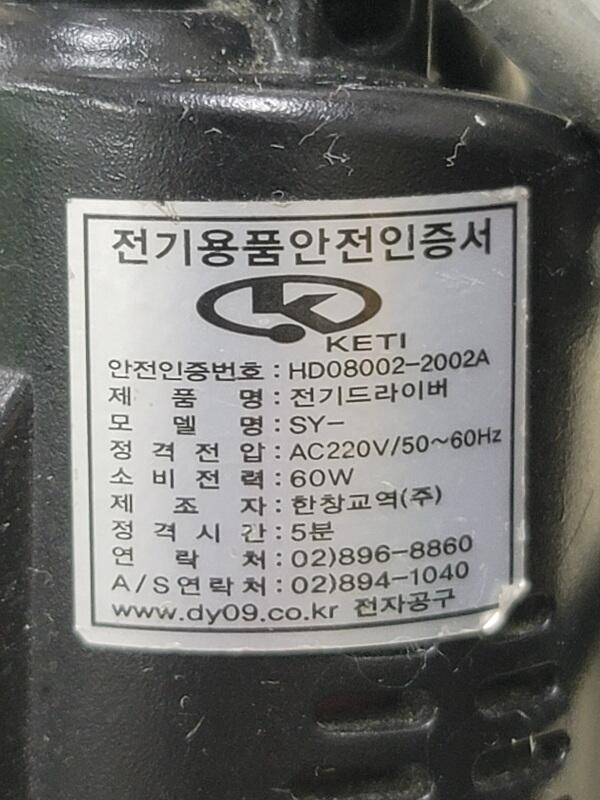 전기용품안전인증서
KETI
안전인증번호 : HD08002-2002A
제 품 명 : 전기드라이버
모 델 명 : SY-
정 격 전 압 : AC220V/50~60Hz
소 비 전 력 : 60W
제 조 자 : 한창교역(주)
정 격 시 간 : 5분
연 락 처 : 02)896-8860
A/S연락처 : 02)894-1040
www.dy09.co.kr 전자공구